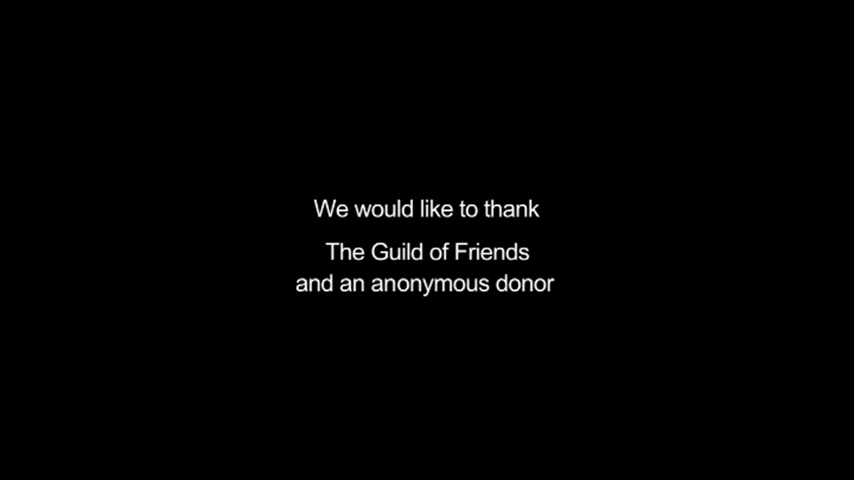 We would like to thank
The Guild of Friends
and an anonymous donor